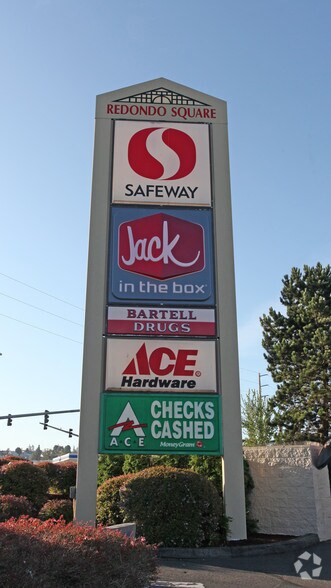 REDONDO SQUARE
SAFEWAY
Jack
in the box
BARTELL
DRUGS
ACE
Hardware
CHECKS
CASHED
ACE
MoneyGram